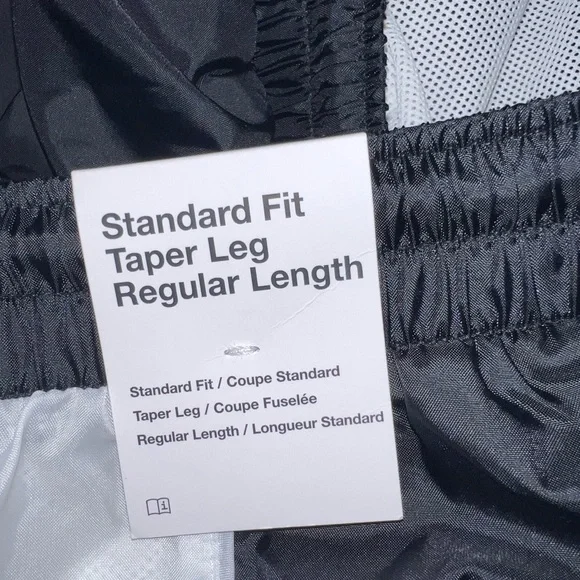 Standard Fit
Taper Leg
Regular Length
Standard Fit / Coupe Standard
Taper Leg / Coupe Fuselée
Regular Length / Longueur Standard